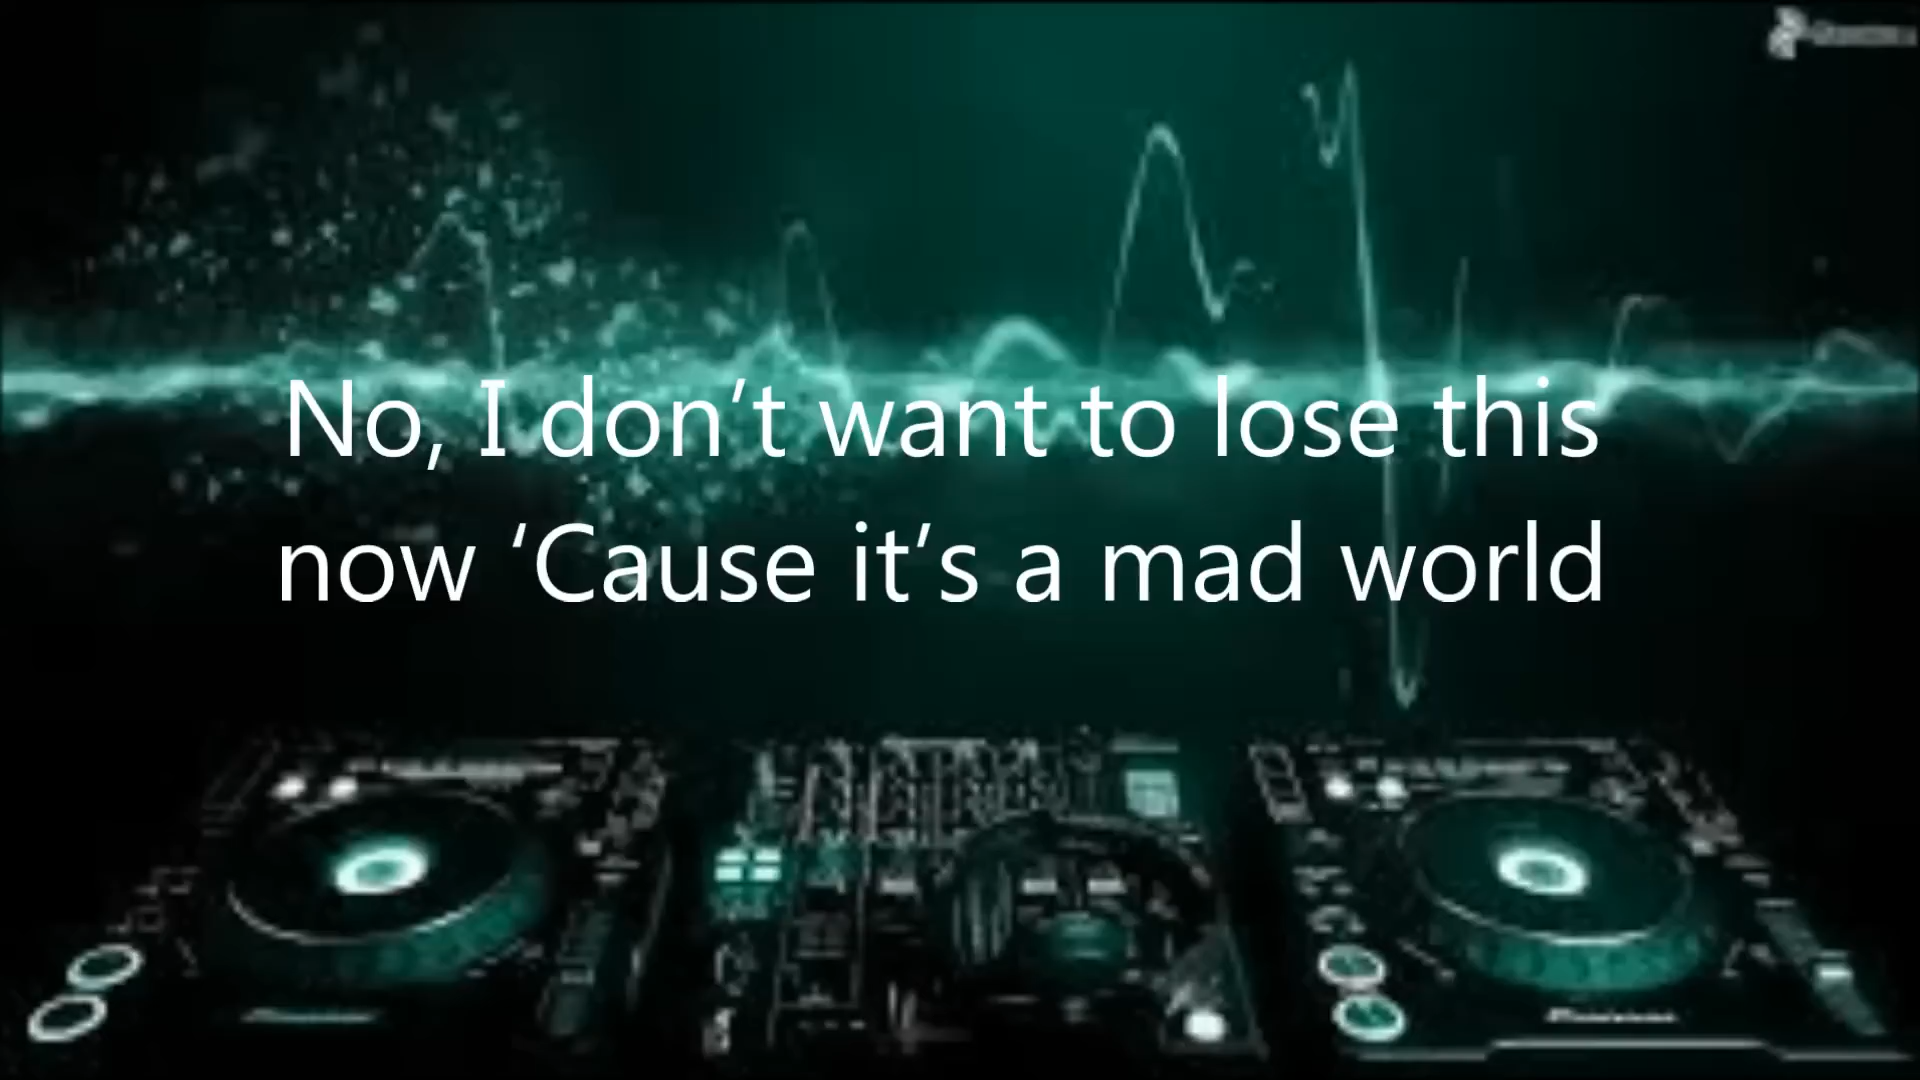 No, I don’t want to lose this
now ‘Cause it’s a mad world